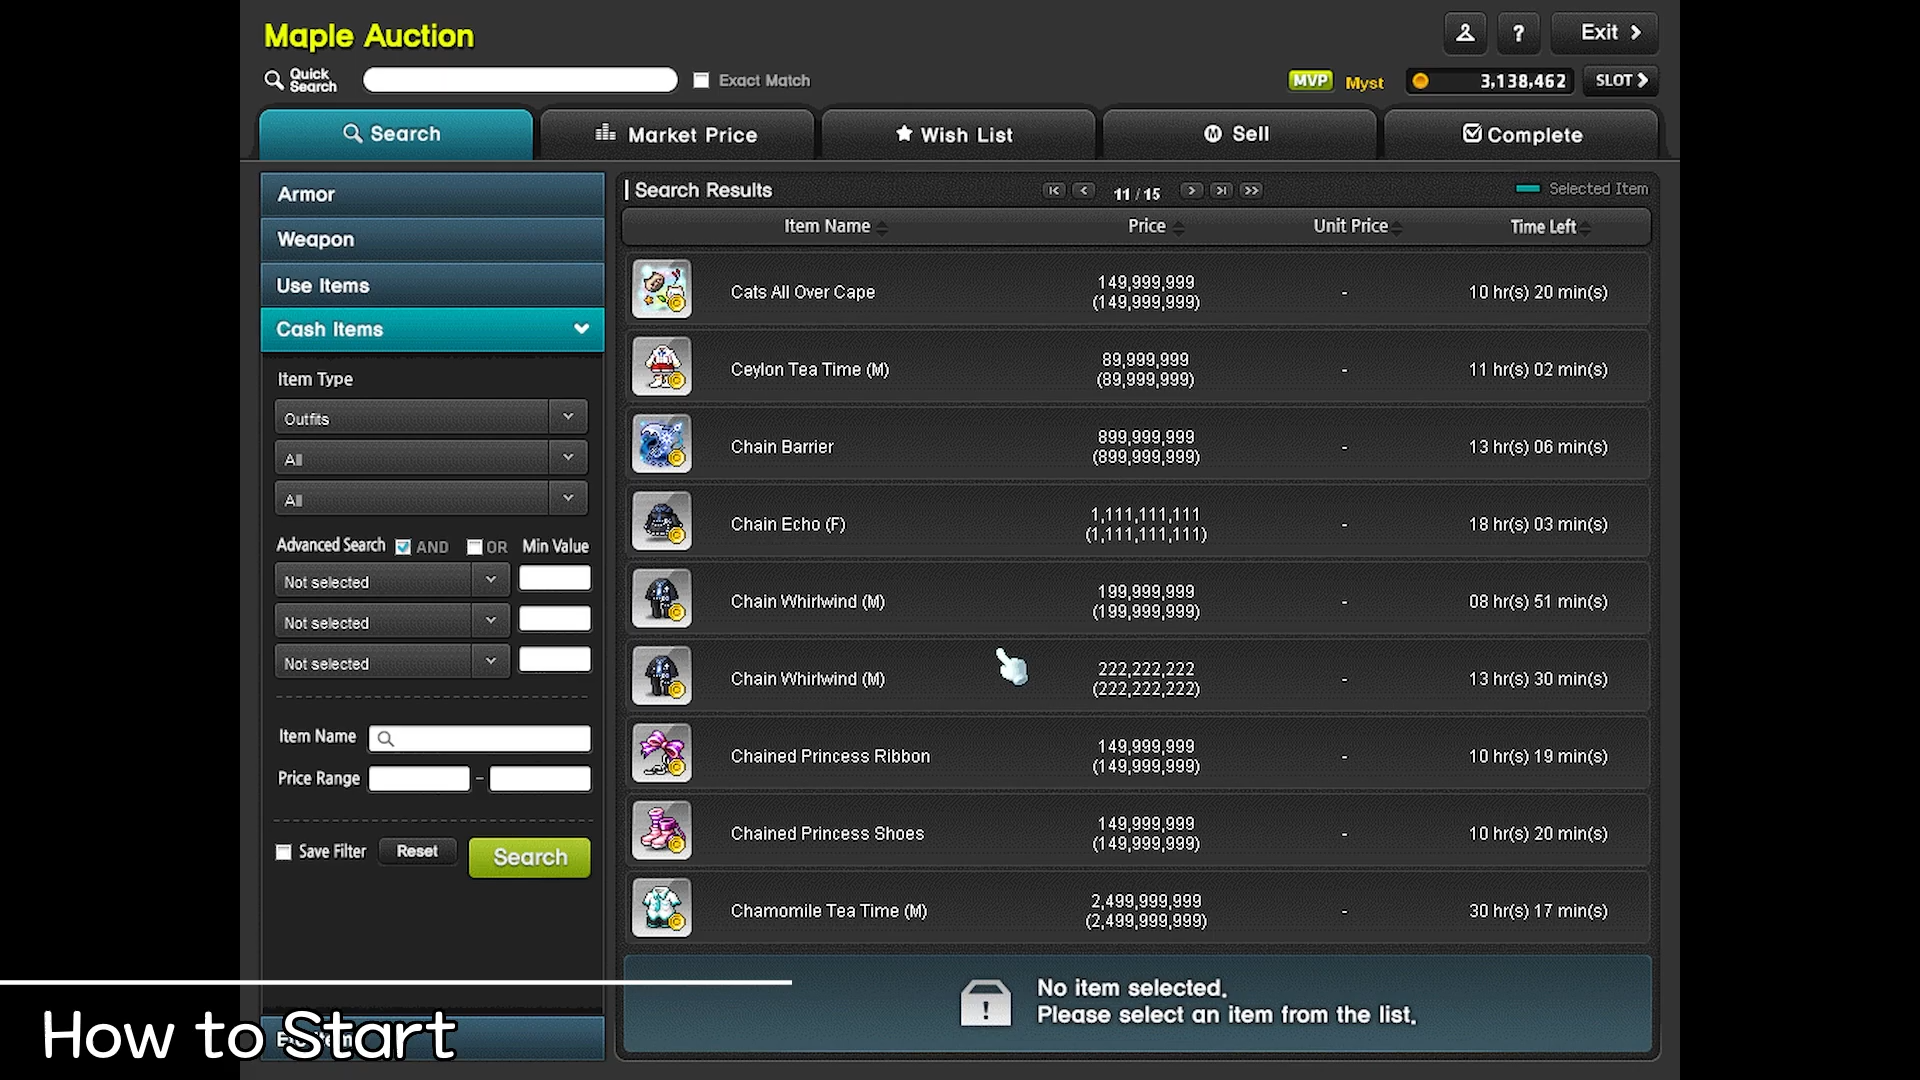 Maple Auction
? Exit
Quick Search
Exact Match
MVP Myst 3,138,462 SLOT
Search Market Price Wish List Sell Complete
Armor
Weapon
Use Items
Cash Items
Item Type
Outfits
All
All
Advanced Search AND OR Min Value
Not selected
Not selected
Not selected
Item Name
Price Range -
Save Filter Reset Search
Search Results 11 / 15 Selected Item
Item Name Price Unit Price Time Left
Cats All Over Cape 149,999,999 (149,999,999) - 10 hr(s) 20 min(s)
Ceylon Tea Time (M) 89,999,999 (89,999,999) - 11 hr(s) 02 min(s)
Chain Barrier 899,999,999 (899,999,999) - 13 hr(s) 06 min(s)
Chain Echo (F) 1,111,111,111 (1,111,111,111) - 18 hr(s) 03 min(s)
Chain Whirlwind (M) 199,999,999 (199,999,999) - 08 hr(s) 51 min(s)
Chain Whirlwind (M) 222,222,222 (222,222,222) - 13 hr(s) 30 min(s)
Chained Princess Ribbon 149,999,999 (149,999,999) - 10 hr(s) 19 min(s)
Chained Princess Shoes 149,999,999 (149,999,999) - 10 hr(s) 20 min(s)
Chamomile Tea Time (M) 2,499,999,999 (2,499,999,999) - 30 hr(s) 17 min(s)
No item selected.
Please select an item from the list.
How to Start